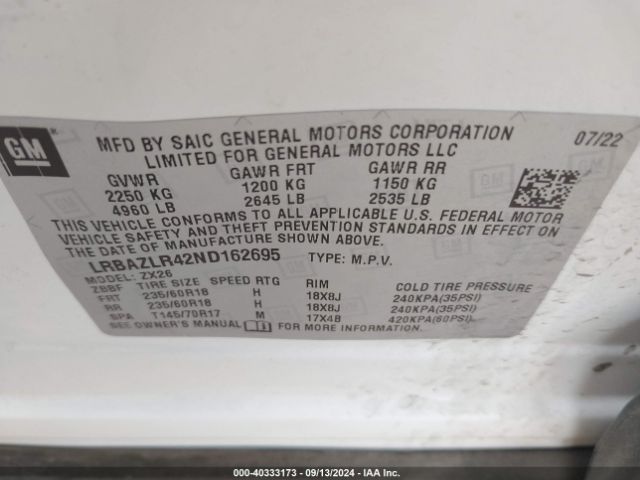 GM
MFD BY SAIC GENERAL MOTORS CORPORATION
LIMITED FOR GENERAL MOTORS LLC
07/22
GVWR GAWR FRT GAWR RR
2250 KG 1200 KG 1150 KG
4960 LB 2645 LB 2535 LB
THIS VEHICLE CONFORMS TO ALL APPLICABLE U.S. FEDERAL MOTOR
VEHICLE SAFETY AND THEFT PREVENTION STANDARDS IN EFFECT ON
THE DATE OF MANUFACTURE SHOWN ABOVE.
LRBAZLR42ND162695 TYPE: M.P.V.
MODEL: ZX26
ZBBF TIRE SIZE SPEED RTG RIM COLD TIRE PRESSURE
FRT 235/60R18 H 18X8J 240KPA(35PSI)
RR 235/60R18 H 18X8J 240KPA(35PSI)
SPA T145/70R17 M 17X4B 420KPA(60PSI)
SEE OWNER'S MANUAL FOR MORE INFORMATION.
000-40333173 - 09/13/2024 - IAA Inc.